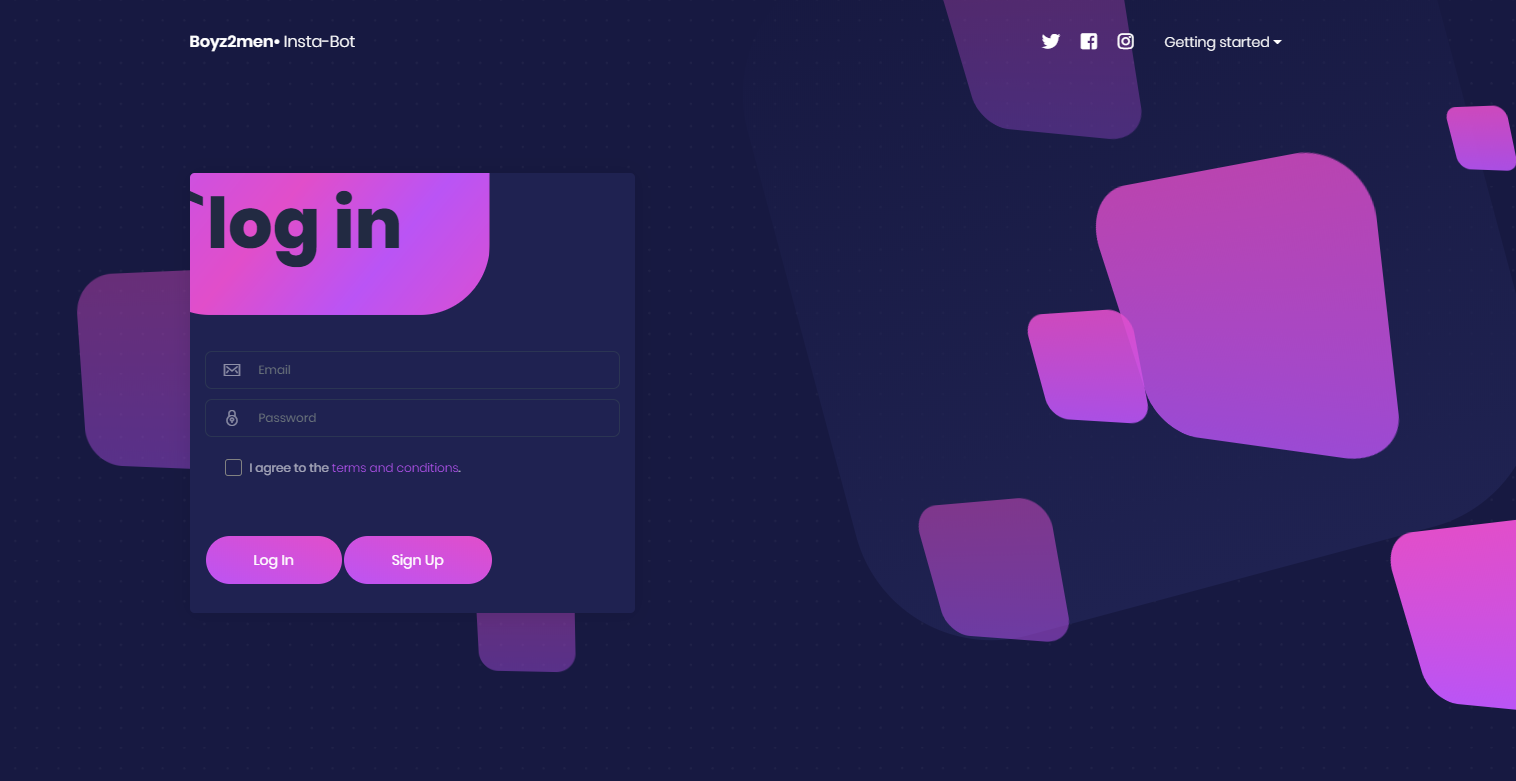 Boyz2men• Insta-Bot
Getting started
log in
Email
Password
I agree to the terms and conditions.
Log In
Sign Up